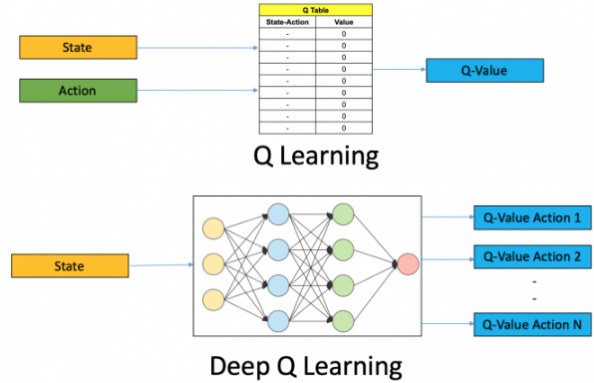 Q Table
State-Action Value
- 0
- 0
- 0
- 0
- 0
- 0
- 0
- 0
- 0
State
Action
Q-Value
Q Learning
State
Q-Value Action 1
Q-Value Action 2
-
-
Q-Value Action N
Deep Q Learning